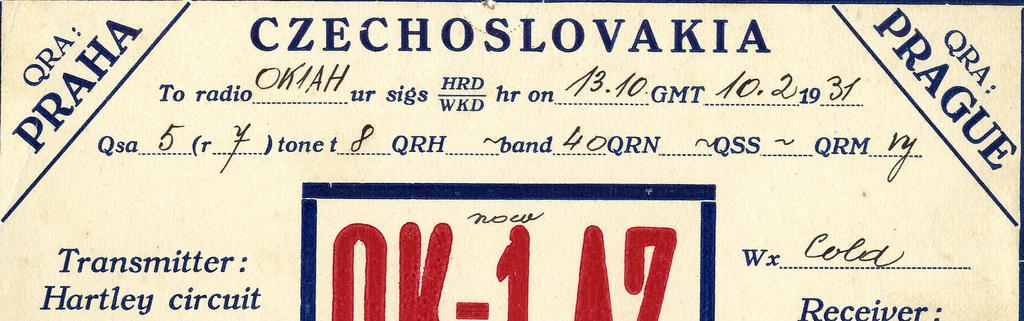 QRA: PRAHA
CZECHOSLOVAKIA
QRA: PRAGUE
To radio OK1AH ur sigs HRD/WKD hr on 13.10. GMT 10.2 1931
Qsa 5 (r 7 ) tone t 8 QRH ~ band 40 QRN ~ QSS ~ QRM vy
now
OK-1AZ
Wx Cold
Transmitter:
Hartley circuit
Receiver: